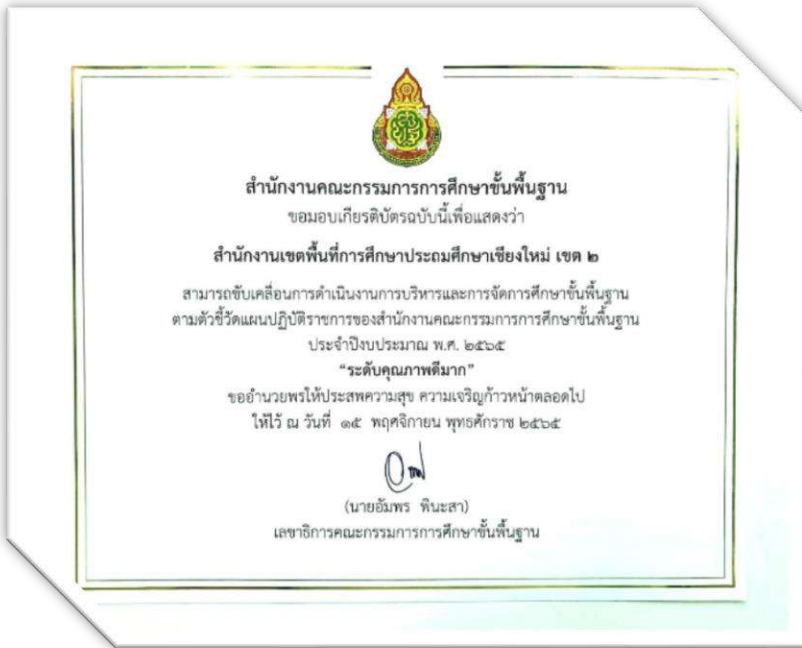 สำนักงานคณะกรรมการการศึกษาขั้นพื้นฐาน
ขอมอบเกียรติบัตรฉบับนี้เพื่อแสดงว่า
สำนักงานเขตพื้นที่การศึกษาประถมศึกษาเชียงใหม่ เขต ๒
สามารถขับเคลื่อนการดำเนินงานการบริหารและการจัดการศึกษาขั้นพื้นฐาน
ตามตัวชี้วัดแผนปฏิบัติราชการของสำนักงานคณะกรรมการการศึกษาขั้นพื้นฐาน
ประจำปีงบประมาณ พ.ศ. ๒๕๖๕
“ระดับคุณภาพดีมาก”
ขออำนวยพรให้ประสพความสุข ความเจริญก้าวหน้าตลอดไป
ให้ไว้ ณ วันที่ ๑๕ พฤศจิกายน พุทธศักราช ๒๕๖๕
(นายอัมพร พินะสา)
เลขาธิการคณะกรรมการการศึกษาขั้นพื้นฐาน